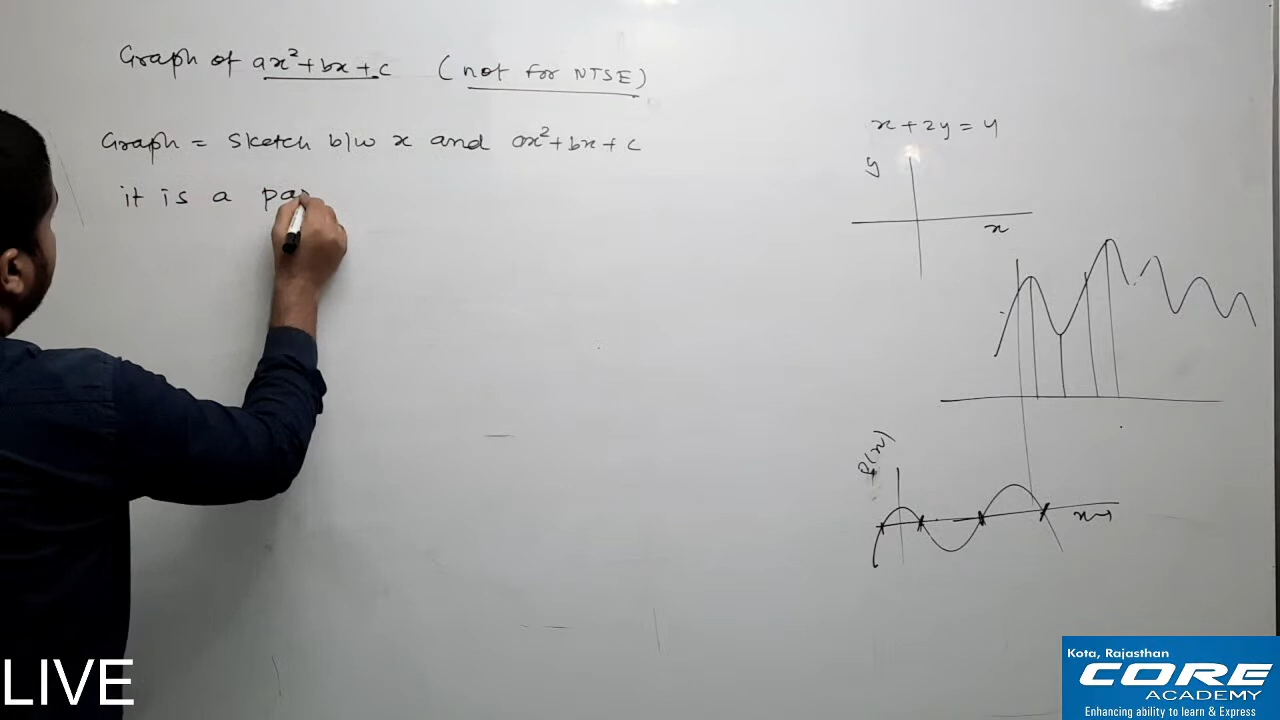 Graph of ax²+bx+c (not for NTSE)
Graph = Sketch b/w x and ax²+bx+c
it is a pa
x+2y=4
y
x
P(x)
x→
LIVE
Kota, Rajasthan
CORE
ACADEMY
Enhancing ability to learn & Express